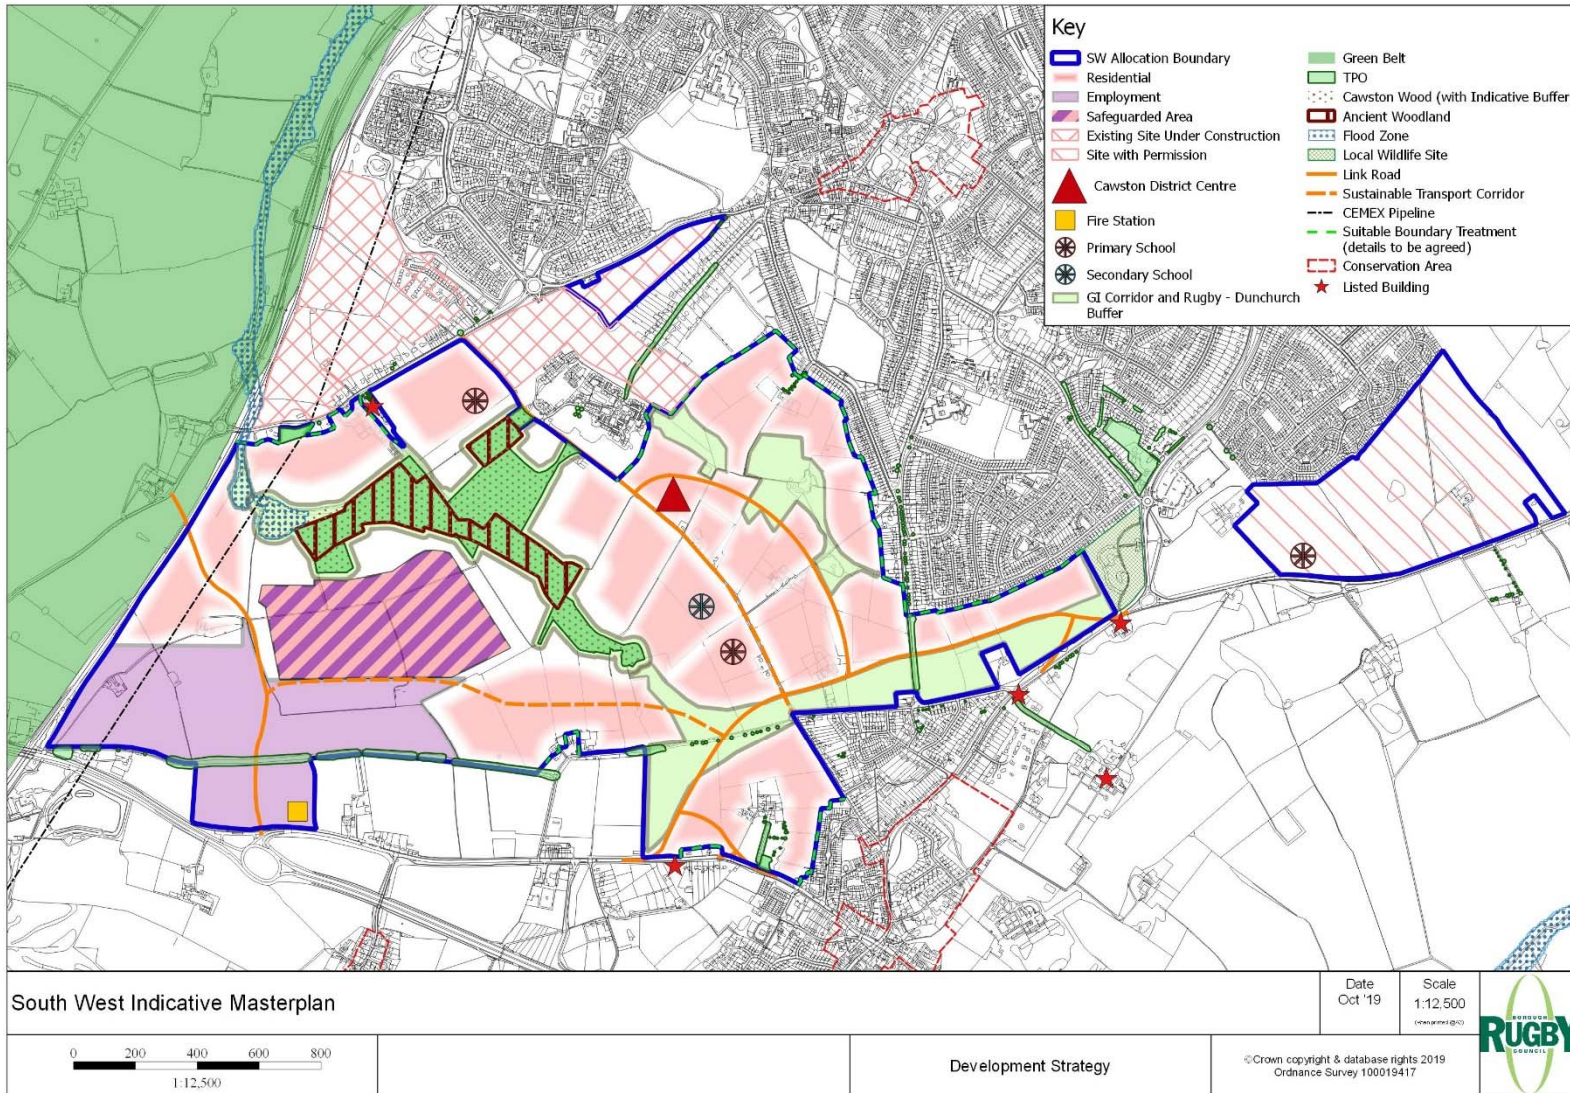 Key
SW Allocation Boundary
Residential
Employment
Safeguarded Area
Existing Site Under Construction
Site with Permission
Cawston District Centre
Fire Station
Primary School
Secondary School
GI Corridor and Rugby - Dunchurch
Buffer
Green Belt
TPO
Cawston Wood (with Indicative Buffer
Ancient Woodland
Flood Zone
Local Wildlife Site
Link Road
Sustainable Transport Corridor
CEMEX Pipeline
Suitable Boundary Treatment
(details to be agreed)
Conservation Area
Listed Building
South West Indicative Masterplan
Date
Oct '19
Scale
1:12,500
0 200 400 600 800
1:12,500
Development Strategy
©Crown copyright & database rights 2019
Ordnance Survey 100019417
BOROUGH
RUGBY
COUNCIL